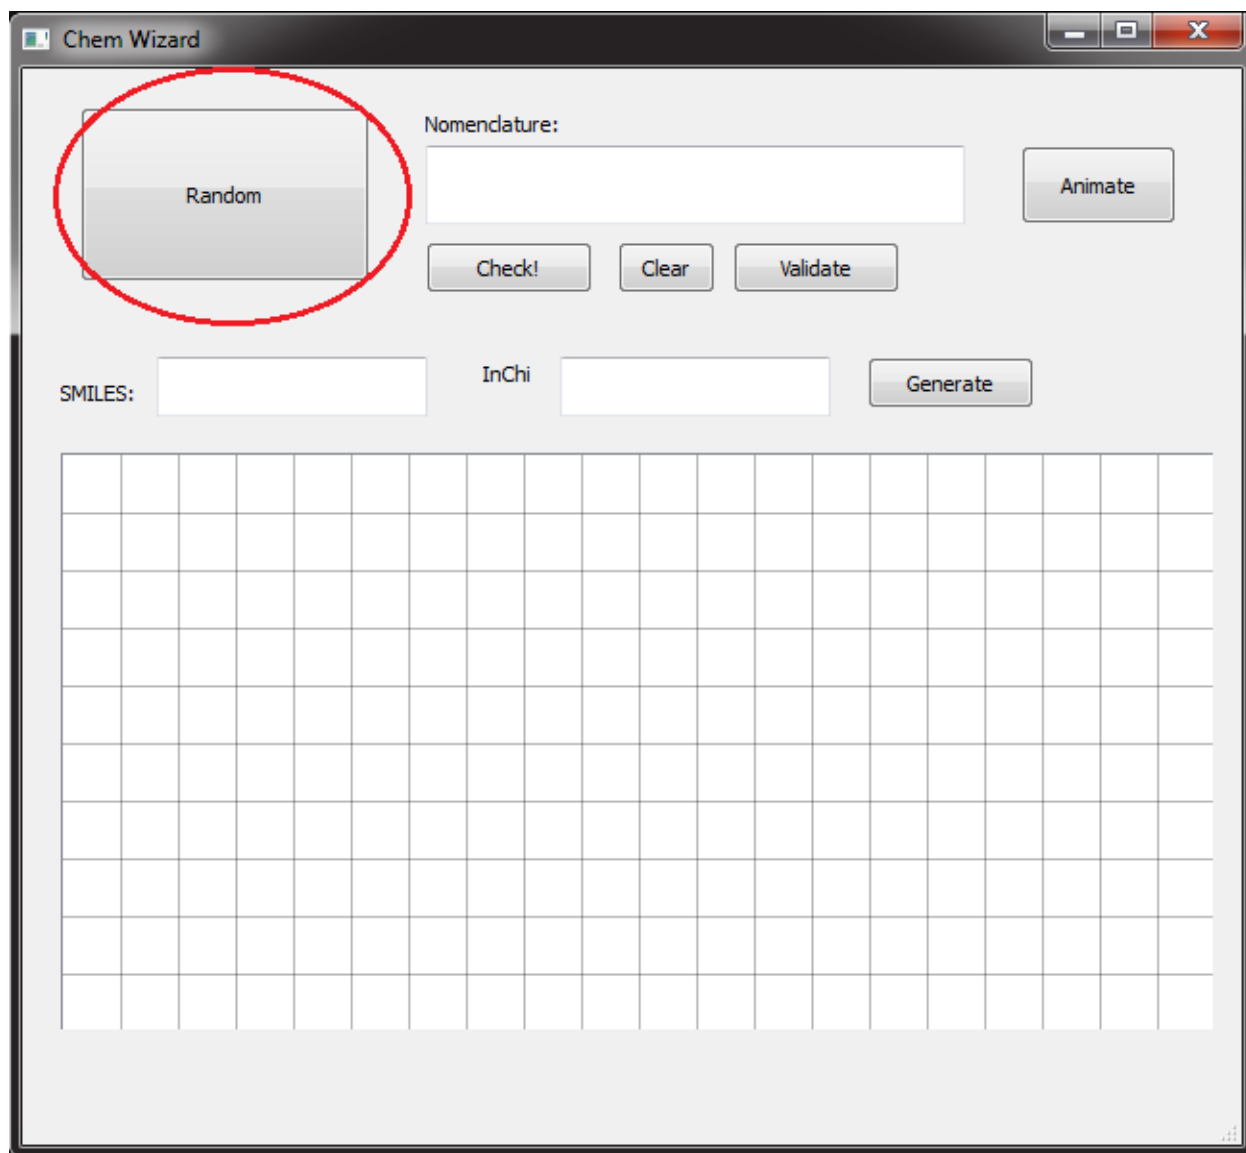 Chem Wizard
Nomenclature:
Random
Animate
Check! Clear Validate
SMILES: InChi Generate